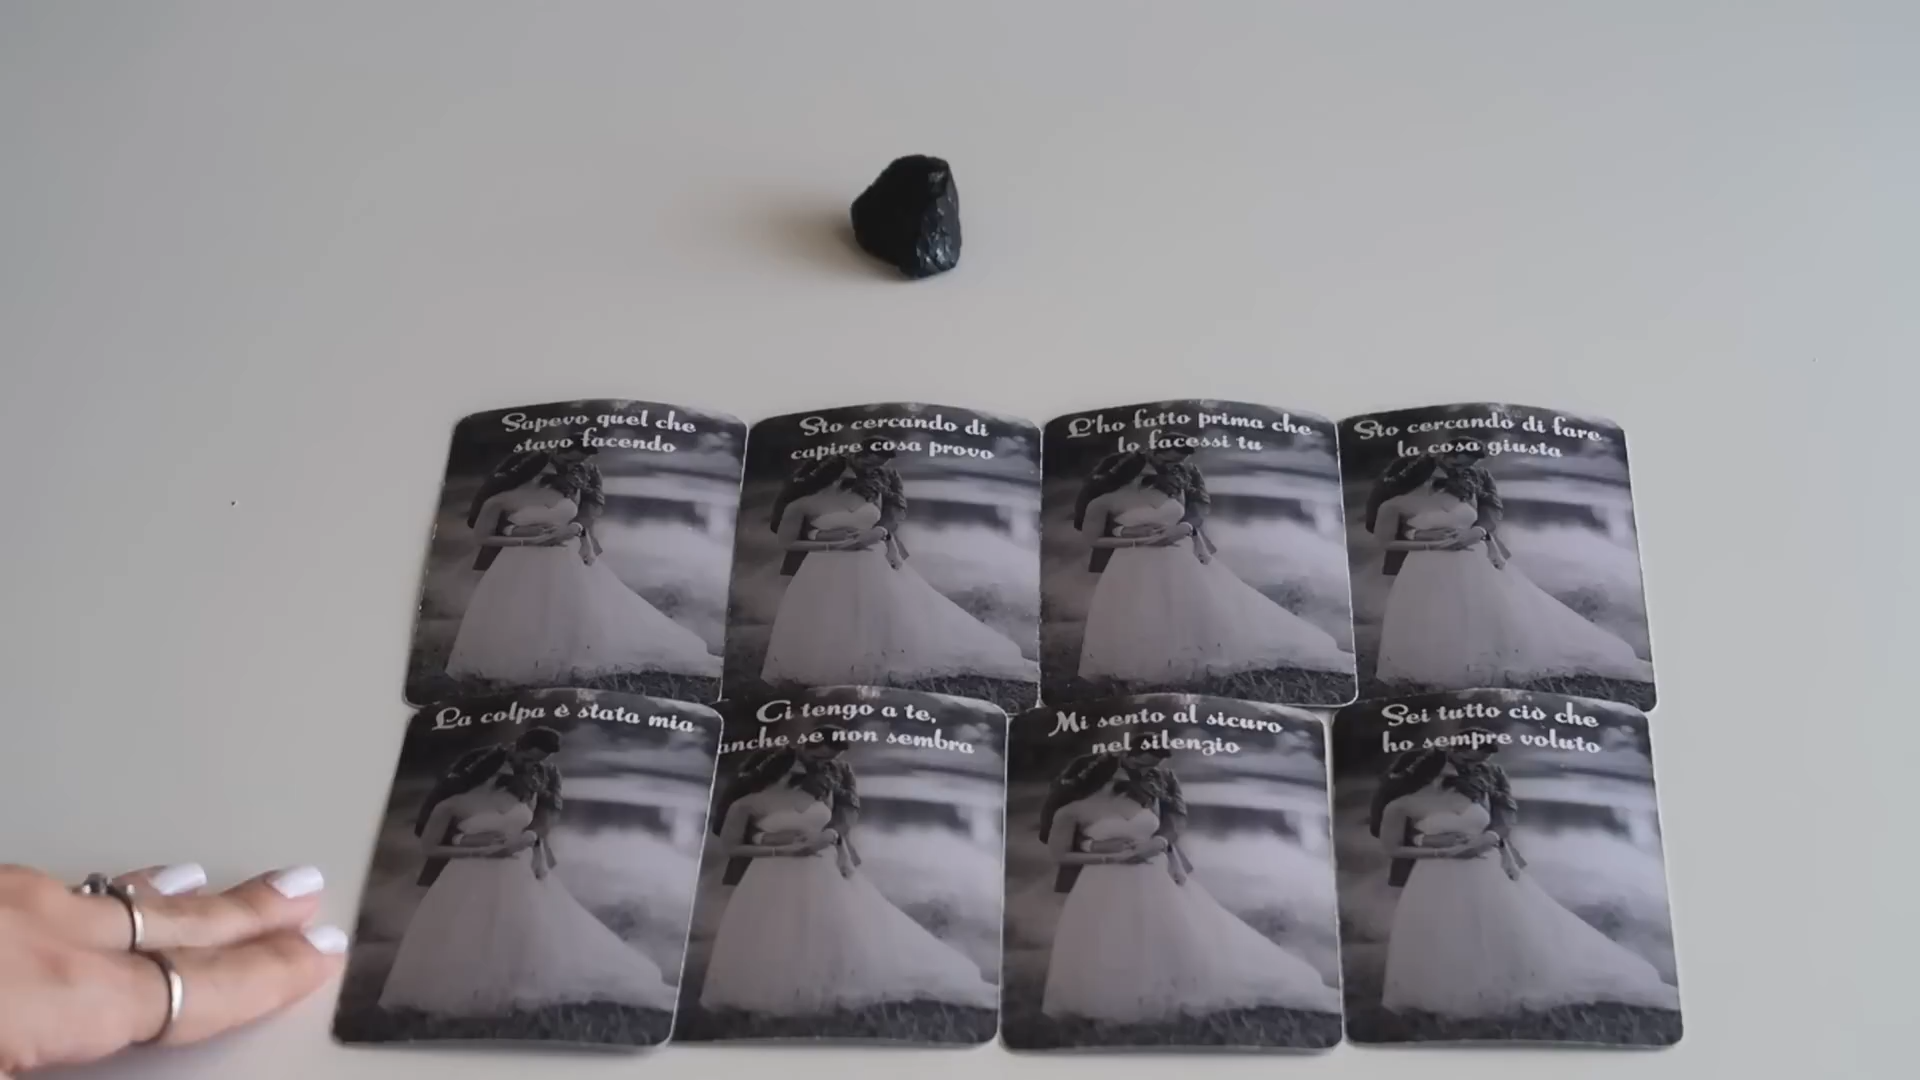 Sapevo quel che
stavo facendo
Sto cercando di
capire cosa provo
L'ho fatto prima che
lo facessi tu
Sto cercando di fare
la cosa giusta
La colpa è stata mia
Ci tengo a te,
anche se non sembra
Mi sento al sicuro
nel silenzio
Sei tutto ciò che
ho sempre voluto